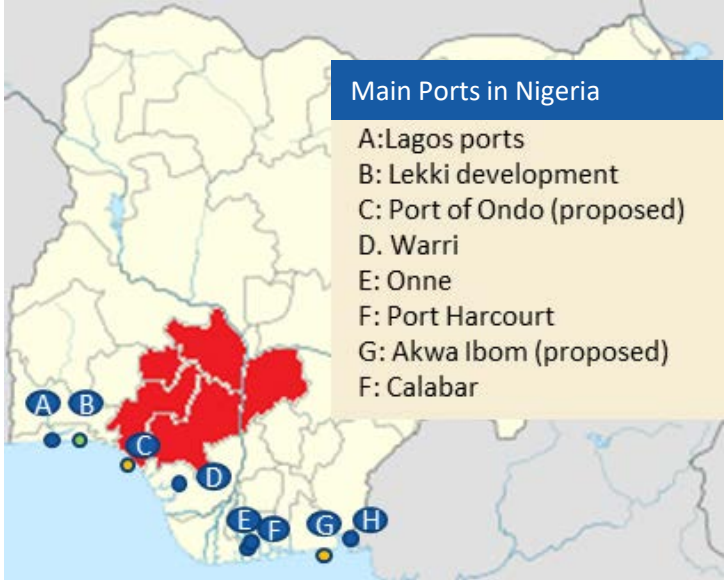 Main Ports in Nigeria
A:Lagos ports
B: Lekki development
C: Port of Ondo (proposed)
D. Warri
E: Onne
F: Port Harcourt
G: Akwa Ibom (proposed)
F: Calabar
A B
C
D
E F G H